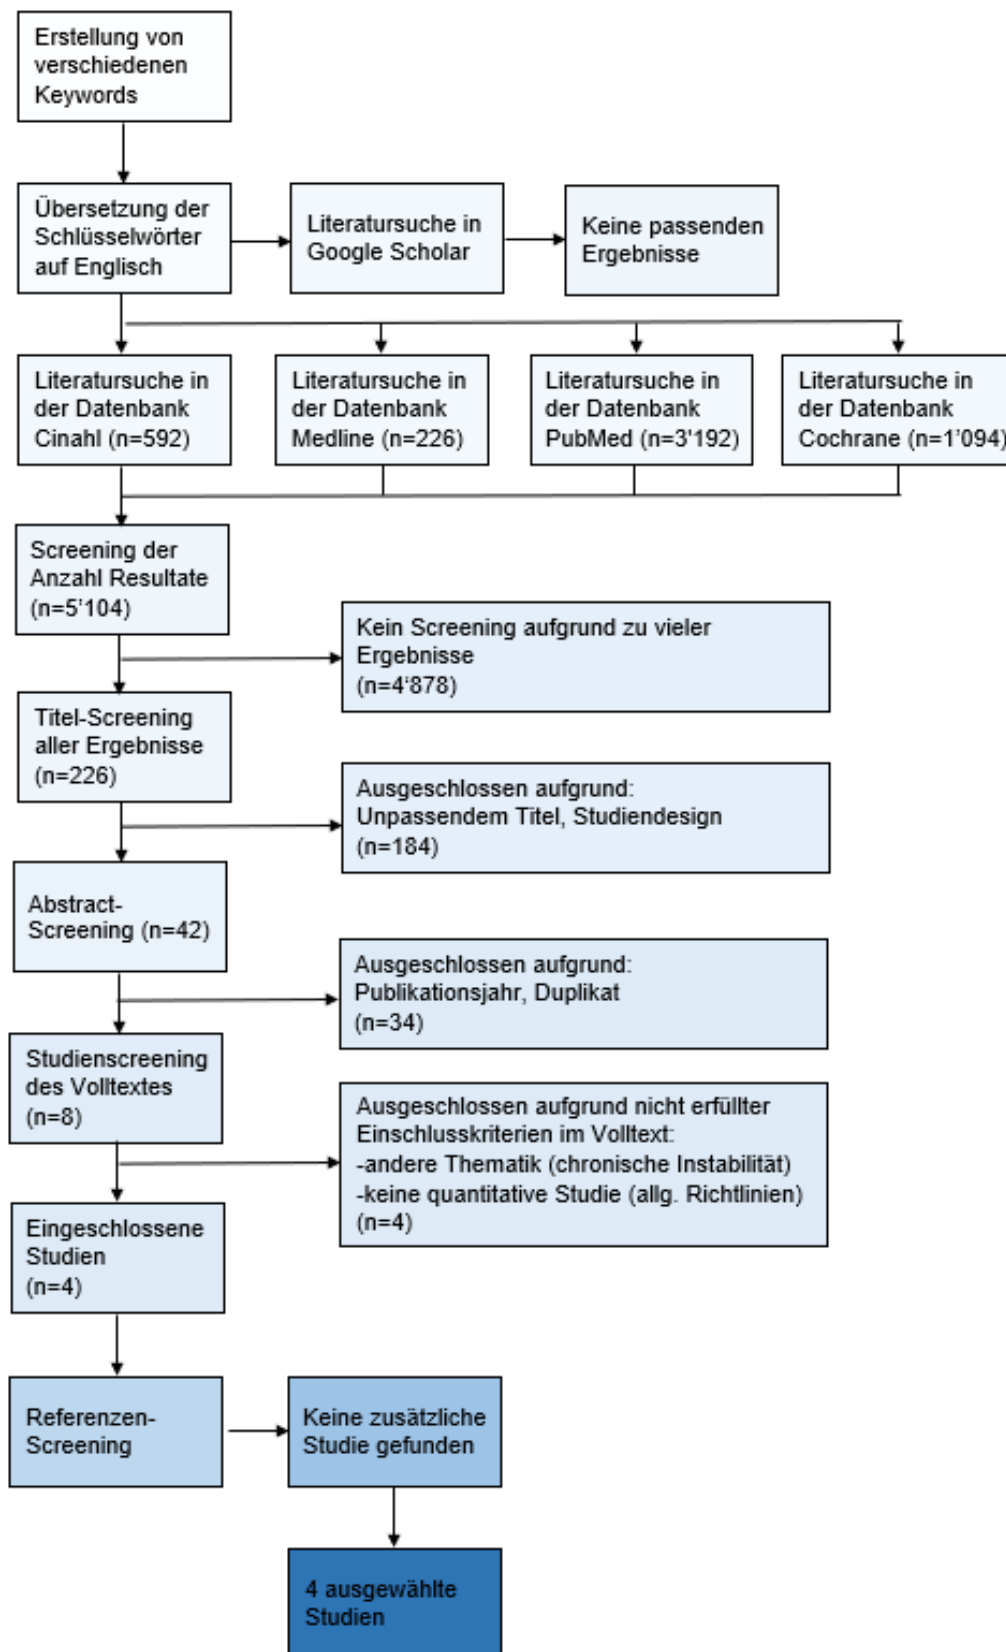 Erstellung von
verschiedenen
Keywords
Übersetzung der
Schlüsselwörter
auf Englisch
Literatursuche in
Google Scholar
Keine passenden
Ergebnisse
Literatursuche in
der Datenbank
Cinahl (n=592)
Literatursuche in
der Datenbank
Medline (n=226)
Literatursuche in
der Datenbank
PubMed (n=3'192)
Literatursuche in
der Datenbank
Cochrane (n=1’094)
Screening der
Anzahl Resultate
(n=5’104)
Kein Screening aufgrund zu vieler
Ergebnisse
(n=4‘878)
Titel-Screening
aller Ergebnisse
(n=226)
Ausgeschlossen aufgrund:
Unpassendem Titel, Studiendesign
(n=184)
Abstract-
Screening (n=42)
Ausgeschlossen aufgrund:
Publikationsjahr, Duplikat
(n=34)
Studienscreening
des Volltextes
(n=8)
Ausgeschlossen aufgrund nicht erfüllter
Einschlusskriterien im Volltext:
-andere Thematik (chronische Instabilität)
-keine quantitative Studie (allg. Richtlinien)
(n=4)
Eingeschlossene
Studien
(n=4)
Referenzen-
Screening
Keine zusätzliche
Studie gefunden
4 ausgewählte
Studien